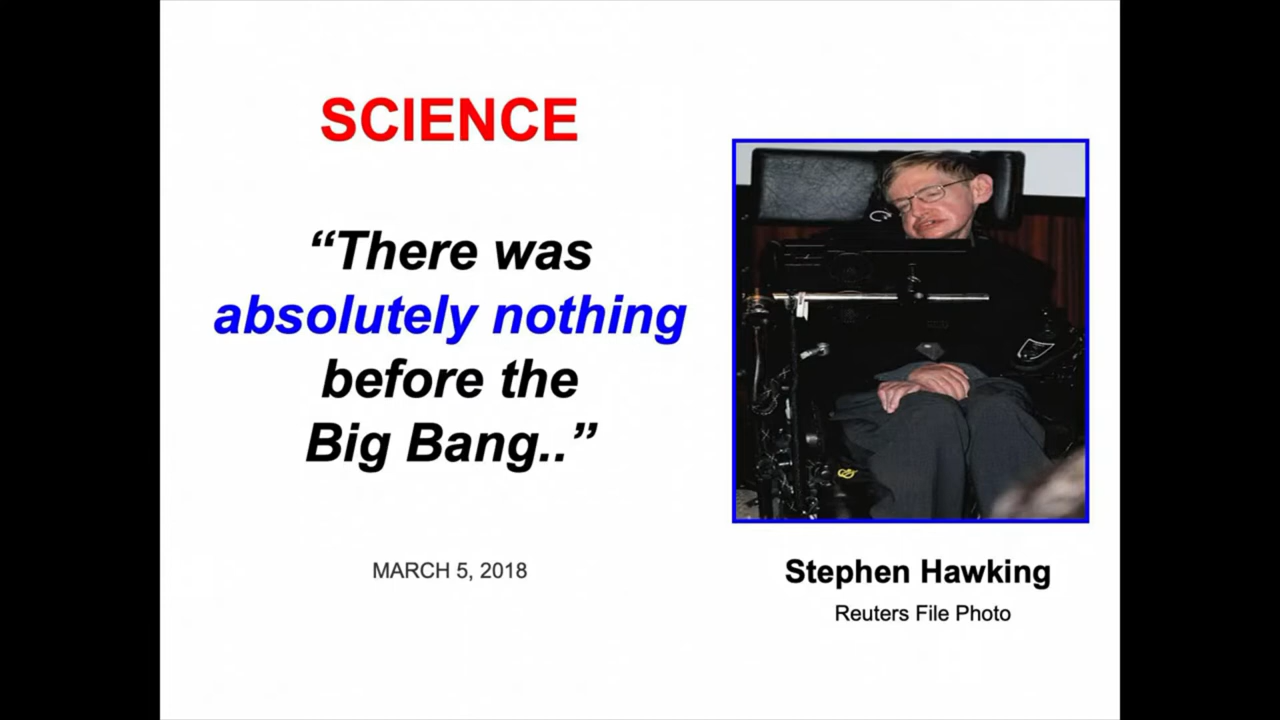 SCIENCE
“There was
absolutely nothing
before the
Big Bang..”
MARCH 5, 2018
Stephen Hawking
Reuters File Photo